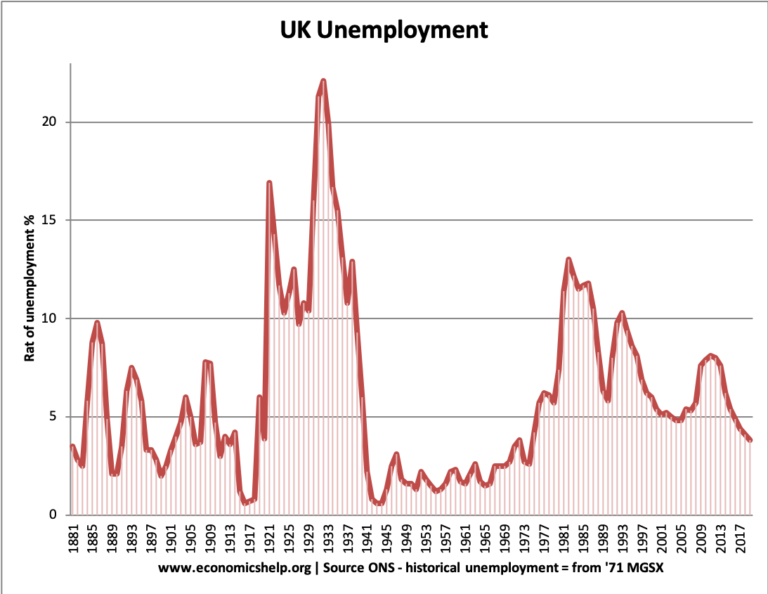 UK Unemployment
Rat of unemployment %
20
15
10
5
0
1881 1885 1889 1893 1897 1901 1905 1909 1913 1917 1921 1925 1929 1933 1937 1941 1945 1949 1953 1957 1961 1965 1969 1973 1977 1981 1985 1989 1993 1997 2001 2005 2009 2013 2017
www.economicshelp.org | Source ONS - historical unemployment = from '71 MGSX